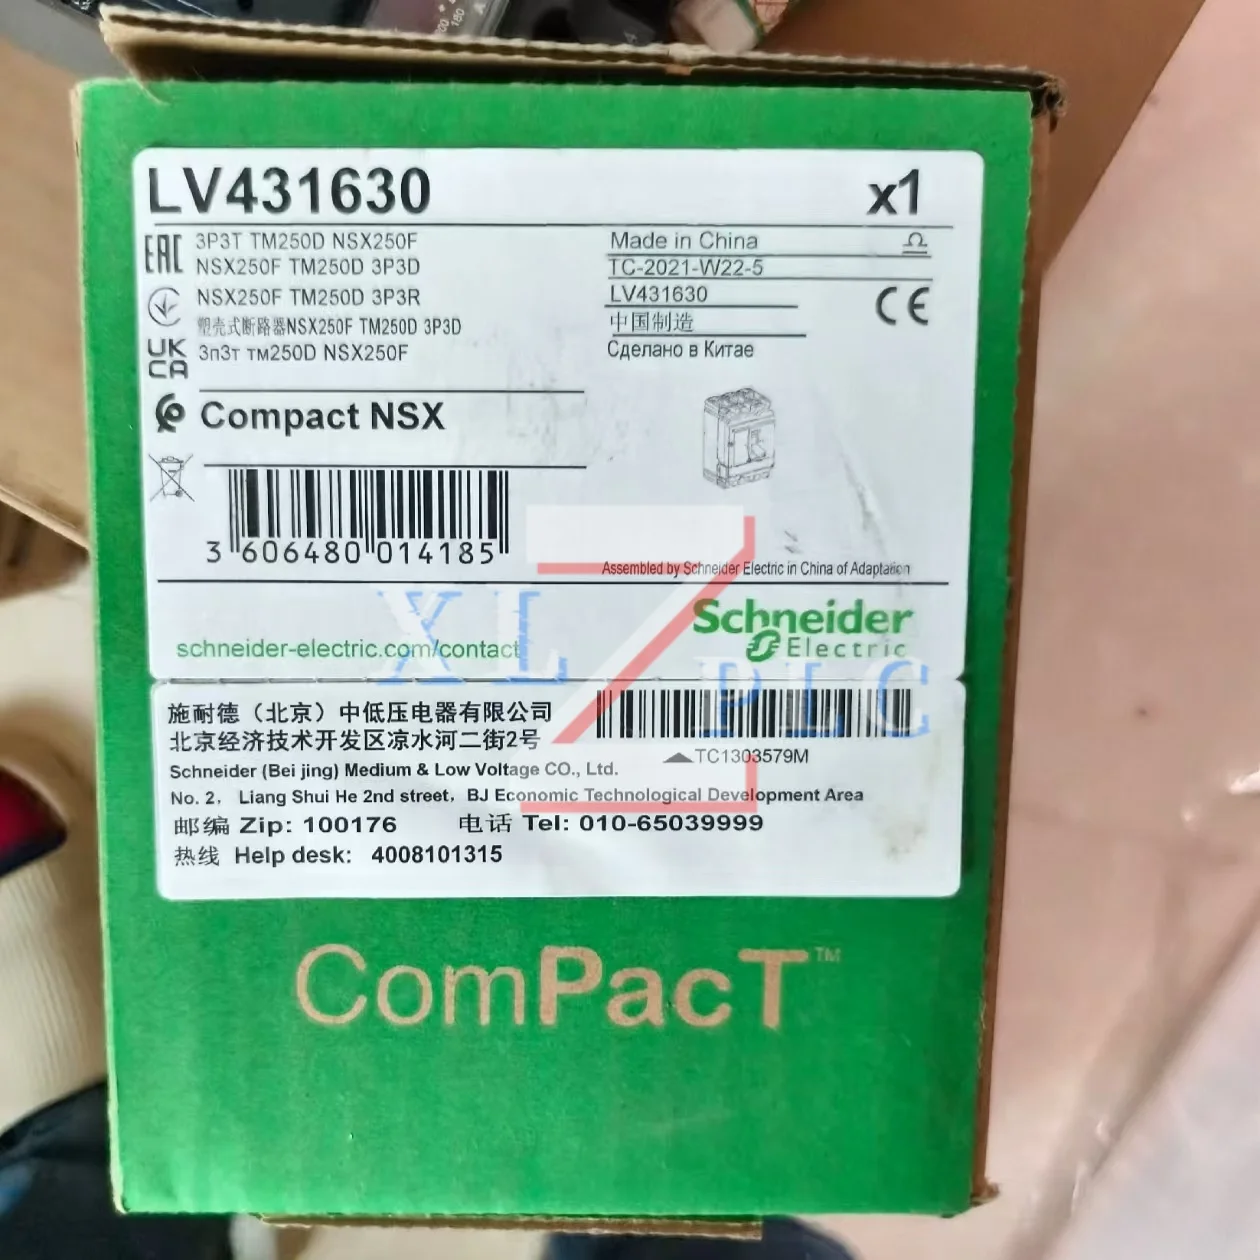 LV431630
x1
EAC
3P3T TM250D NSX250F
NSX250F TM250D 3P3D
NSX250F TM250D 3P3R
塑壳式断路器NSX250F TM250D 3P3D
3п3т тм250D NSX250F
UK
CA
Made in China
TC-2021-W22-5
LV431630
中国制造
Сделано в Китае
CE
Compact NSX
3 606480 014185
Assembled by Schneider Electric in China of Adaptation
schneider-electric.com/contact
Schneider
Electric
XLZ PLC
施耐德（北京）中低压电器有限公司
北京经济技术开发区凉水河二街2号
TC1303579M
Schneider (Bei jing) Medium & Low Voltage CO., Ltd.
No. 2， Liang Shui He 2nd street，BJ Economic Technological Development Area
邮编 Zip: 100176 电话 Tel: 010-65039999
热线 Help desk: 4008101315
ComPacT™